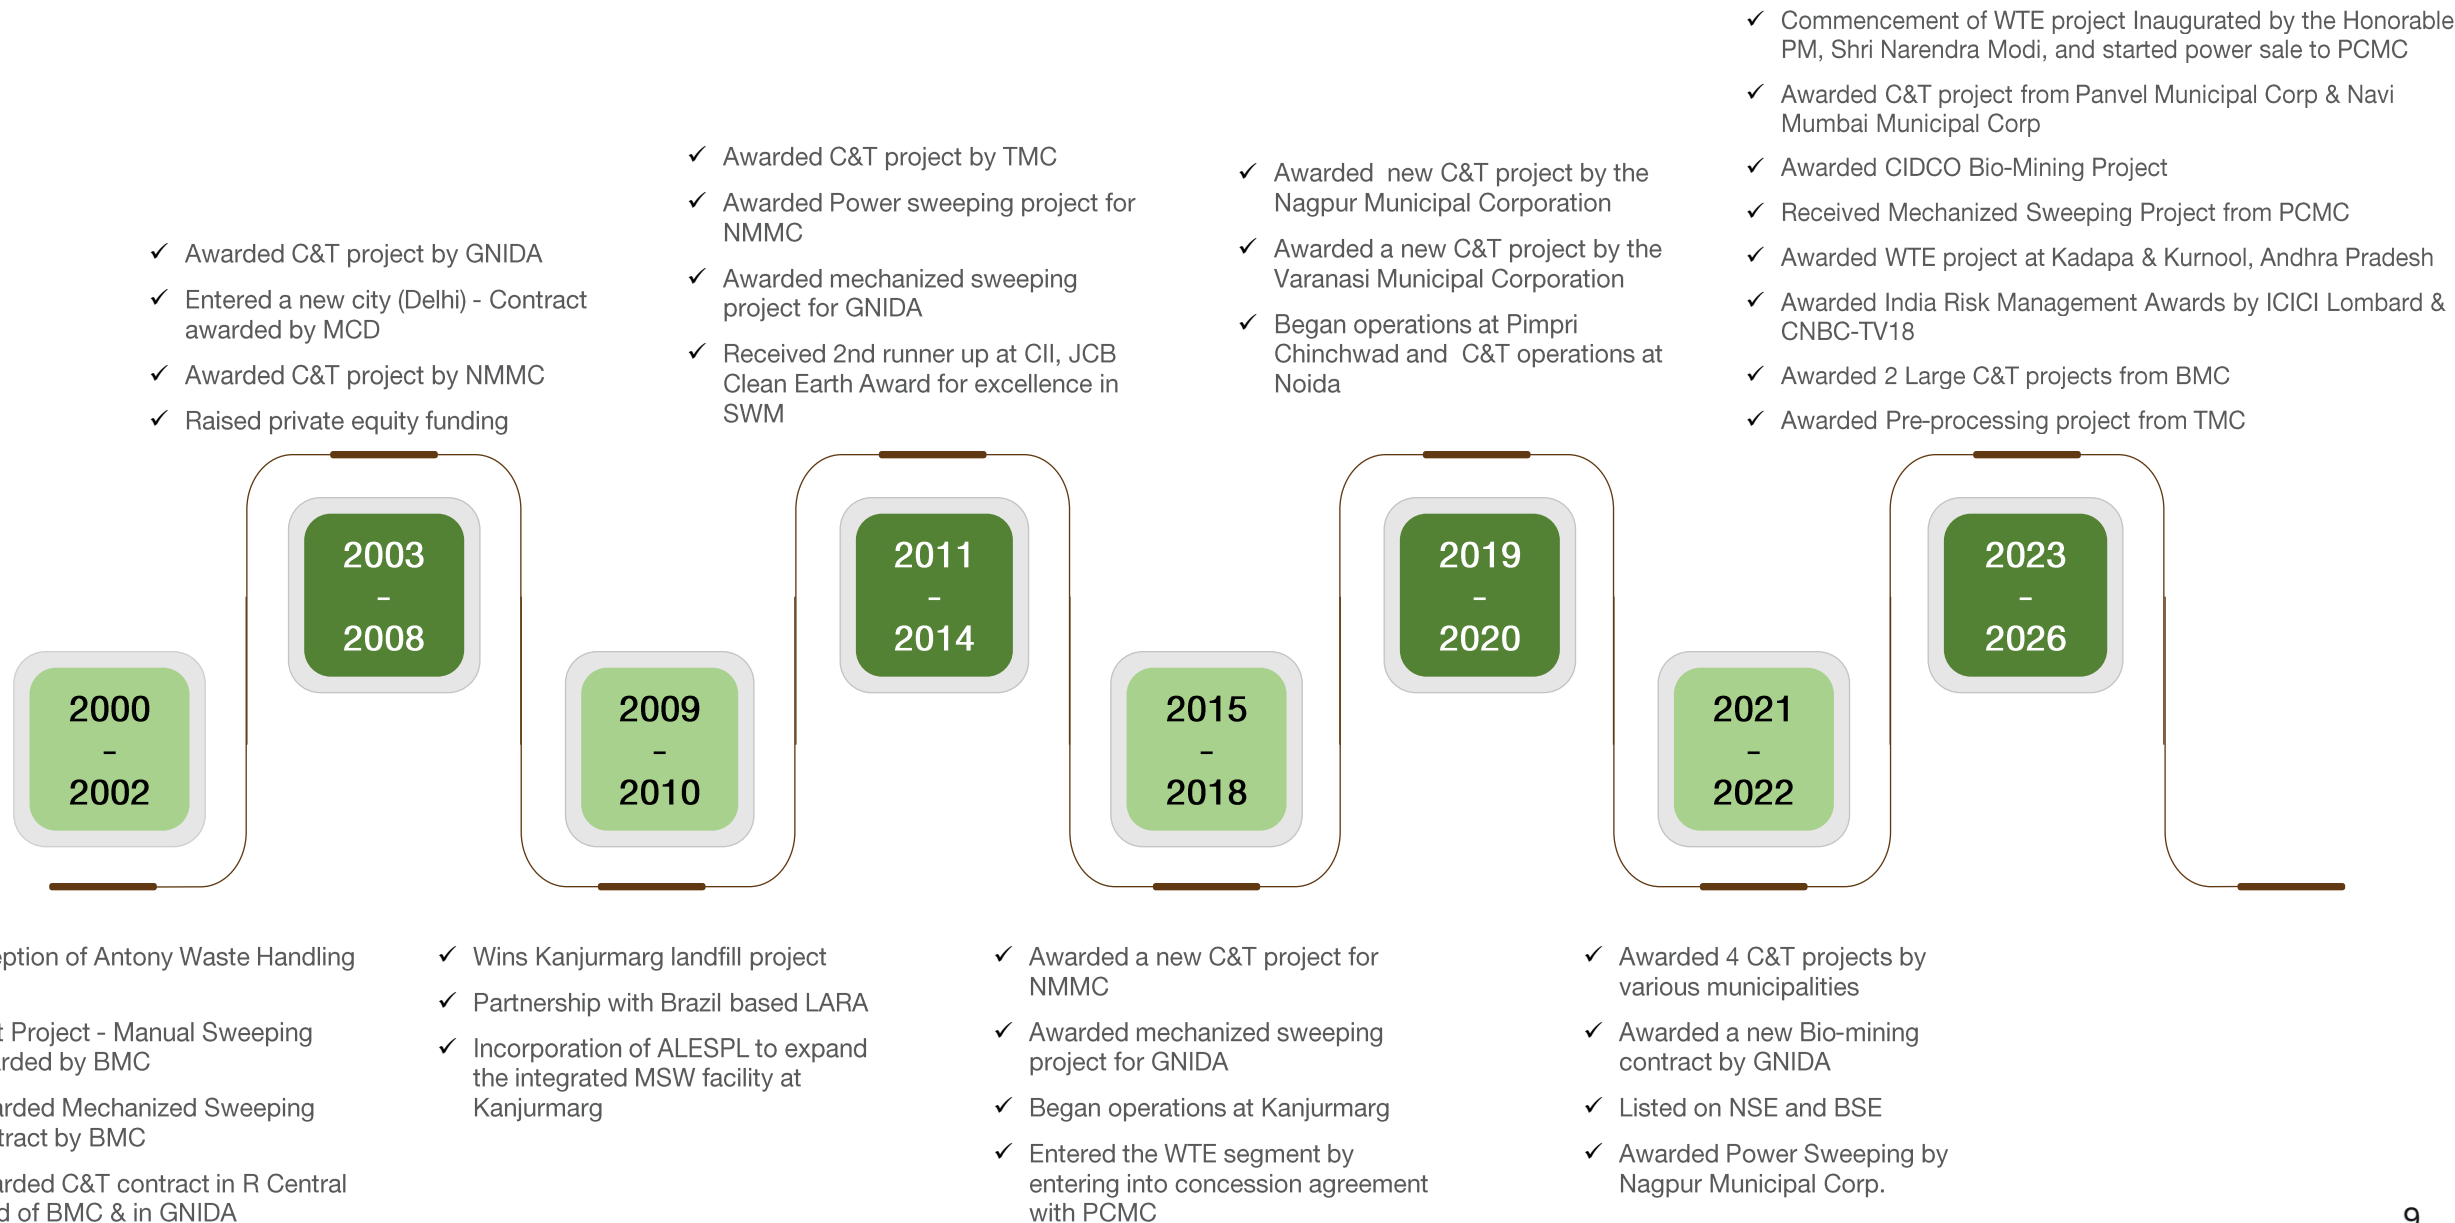 ✓ Commencement of WTE project Inaugurated by the Honorable
PM, Shri Narendra Modi, and started power sale to PCMC
✓ Awarded C&T project from Panvel Municipal Corp & Navi
Mumbai Municipal Corp
✓ Awarded CIDCO Bio-Mining Project
✓ Received Mechanized Sweeping Project from PCMC
✓ Awarded WTE project at Kadapa & Kurnool, Andhra Pradesh
✓ Awarded India Risk Management Awards by ICICI Lombard &
CNBC-TV18
✓ Awarded 2 Large C&T projects from BMC
✓ Awarded Pre-processing project from TMC
✓ Awarded C&T project by TMC
✓ Awarded Power sweeping project for
NMMC
✓ Awarded mechanized sweeping
project for GNIDA
✓ Received 2nd runner up at CII, JCB
Clean Earth Award for excellence in
SWM
✓ Awarded new C&T project by the
Nagpur Municipal Corporation
✓ Awarded a new C&T project by the
Varanasi Municipal Corporation
✓ Began operations at Pimpri
Chinchwad and C&T operations at
Noida
✓ Awarded C&T project by GNIDA
✓ Entered a new city (Delhi) - Contract
awarded by MCD
✓ Awarded C&T project by NMMC
✓ Raised private equity funding
2003
–
2008
2011
–
2014
2019
–
2020
2023
–
2026
2000
–
2002
2009
–
2010
2015
–
2018
2021
–
2022
of Antony Waste Handling
Project - Manual Sweeping
by BMC
Mechanized Sweeping
by BMC
C&T contract in R Central
of BMC & in GNIDA
✓ Wins Kanjurmarg landfill project
✓ Partnership with Brazil based LARA
✓ Incorporation of ALESPL to expand
the integrated MSW facility at
Kanjurmarg
✓ Awarded a new C&T project for
NMMC
✓ Awarded mechanized sweeping
project for GNIDA
✓ Began operations at Kanjurmarg
✓ Entered the WTE segment by
entering into concession agreement
with PCMC
✓ Awarded 4 C&T projects by
various municipalities
✓ Awarded a new Bio-mining
contract by GNIDA
✓ Listed on NSE and BSE
✓ Awarded Power Sweeping by
Nagpur Municipal Corp.
9